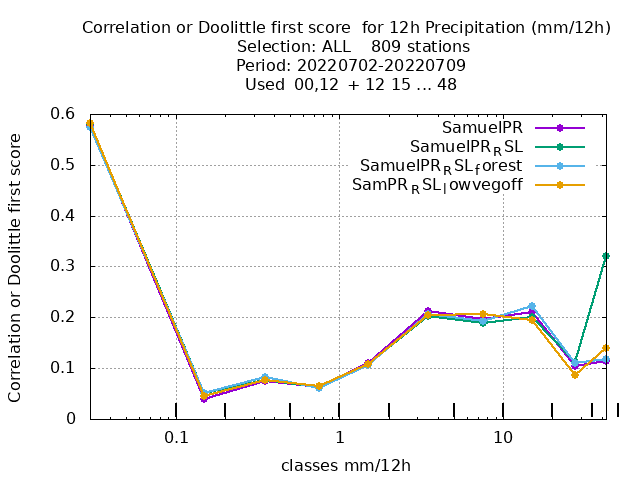 Correlation or Doolittle first score  for 12h Precipitation (mm/12h)
Selection: ALL    809 stations
Period: 20220702-20220709
Used  00,12  + 12 15 ... 48
SamuelPR
SamuelPR_RSL
SamuelPR_RSL_forest
SamPR_RSL_lowvegoff
Correlation or Doolittle first score
0.6
0.5
0.4
0.3
0.2
0.1
0
0.1
1
10
classes mm/12h